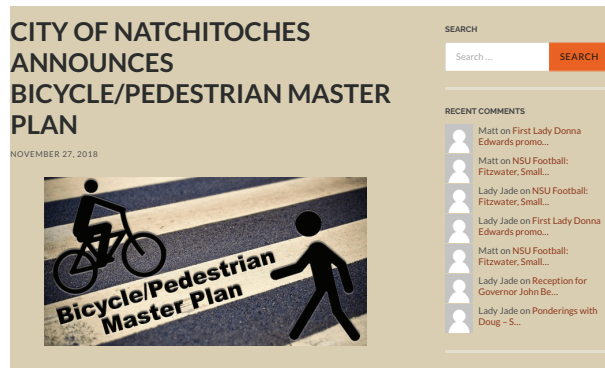 CITY OF NATCHITOCHES
ANNOUNCES
BICYCLE/PEDESTRIAN MASTER
PLAN
NOVEMBER 27, 2018
Bicycle/Pedestrian
Master Plan
SEARCH
Search ...
SEARCH
RECENT COMMENTS
Matt on First Lady Donna
Edwards promo...
Matt on NSU Football:
Fitzwater, Small...
Lady Jade on NSU Football:
Fitzwater, Small...
Lady Jade on First Lady Donna
Edwards promo...
Matt on NSU Football:
Fitzwater, Small...
Lady Jade on Reception for
Governor John Be...
Lady Jade on Ponderings with
Doug – S...